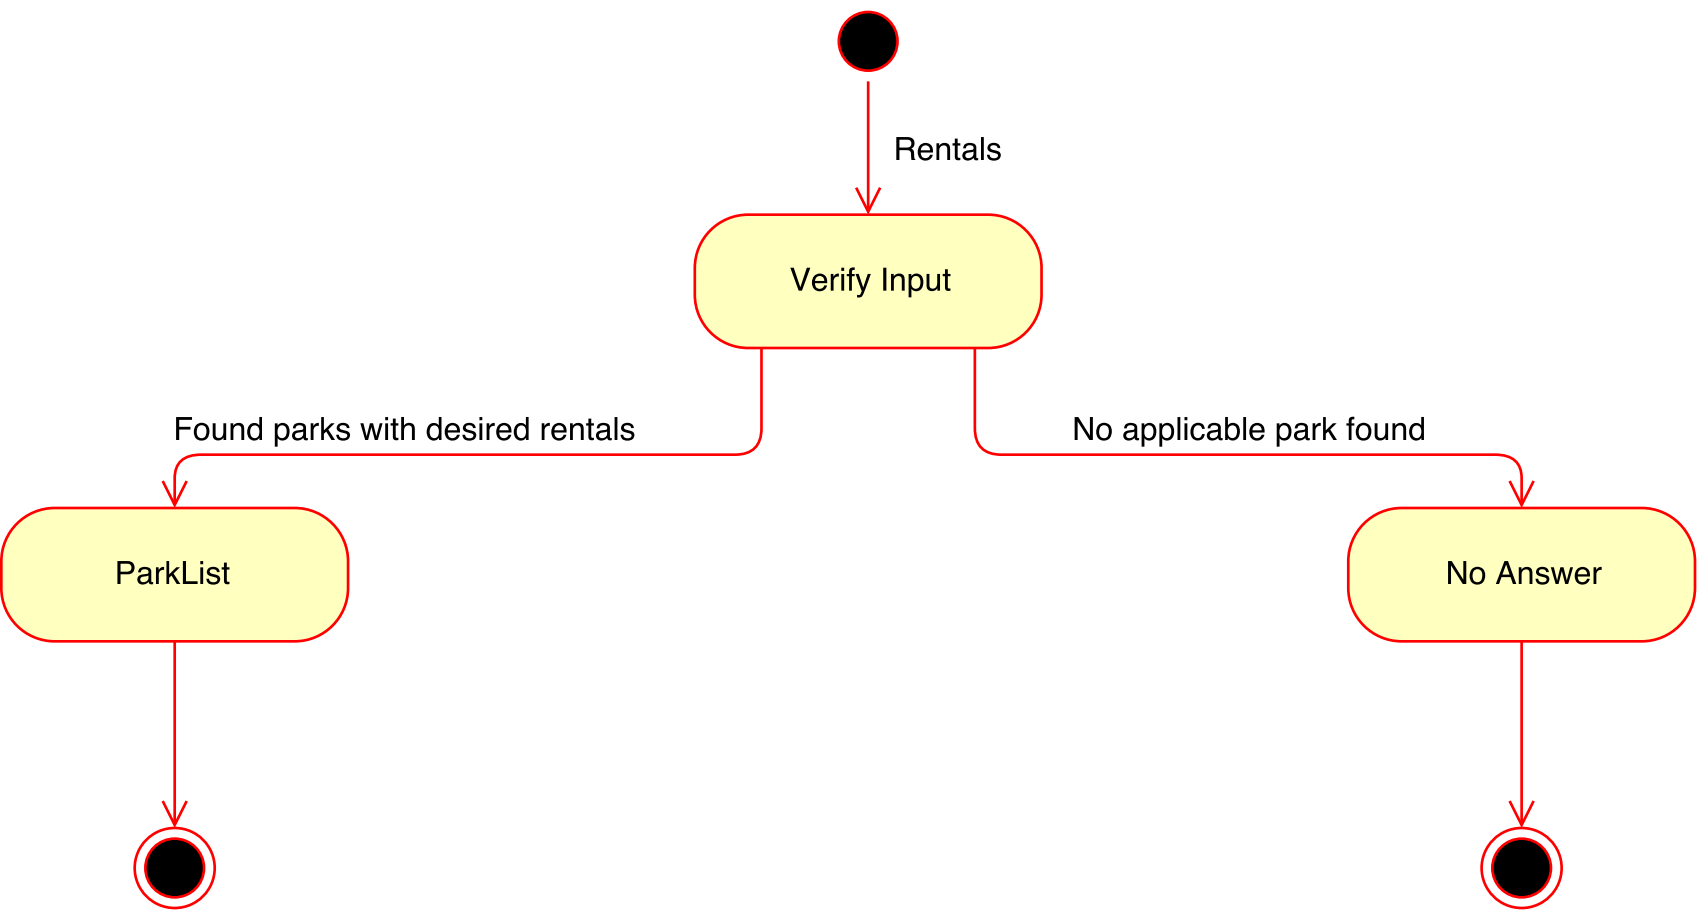 Rentals
Verify Input
Found parks with desired rentals
No applicable park found
ParkList
No Answer